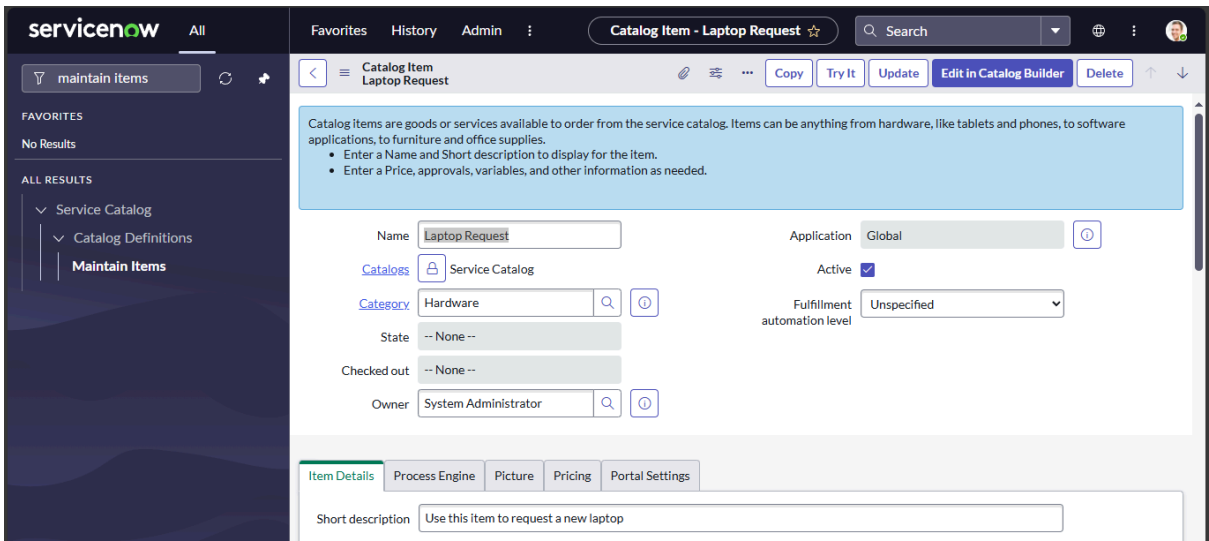 servicenow All Favorites History Admin Catalog Item - Laptop Request Search
maintain items
FAVORITES
No Results
ALL RESULTS
Service Catalog
Catalog Definitions
Maintain Items
Catalog Item
Laptop Request
Copy Try It Update Edit in Catalog Builder Delete
Catalog items are goods or services available to order from the service catalog. Items can be anything from hardware, like tablets and phones, to software
applications, to furniture and office supplies.
• Enter a Name and Short description to display for the item.
• Enter a Price, approvals, variables, and other information as needed.
Name Laptop Request
Catalogs Service Catalog
Category Hardware
State -- None --
Checked out -- None --
Owner System Administrator
Application Global
Active
Fulfillment
automation level
Unspecified
Item Details Process Engine Picture Pricing Portal Settings
Short description Use this item to request a new laptop